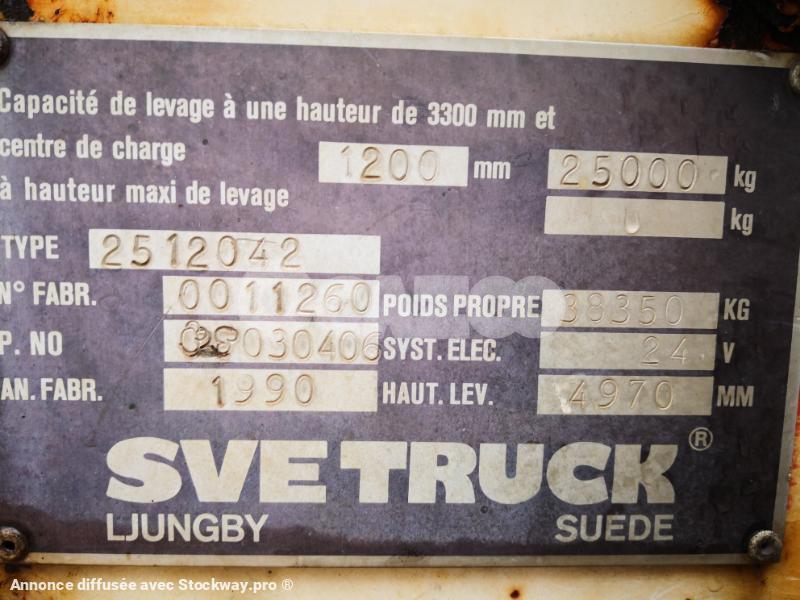 Capacité de levage à une hauteur de 3300 mm et
centre de charge 1200 mm 25000 kg
à hauteur maxi de levage kg
TYPE 2512042
N° FABR. 0011260 POIDS PROPRE 38350 KG
P. NO SYST. ELEC. 24 V
AN. FABR. 1990 HAUT. LEV. 4970 MM
SVETRUCK®
LJUNGBY SUEDE
Annonce diffusée avec Stockway.pro ®